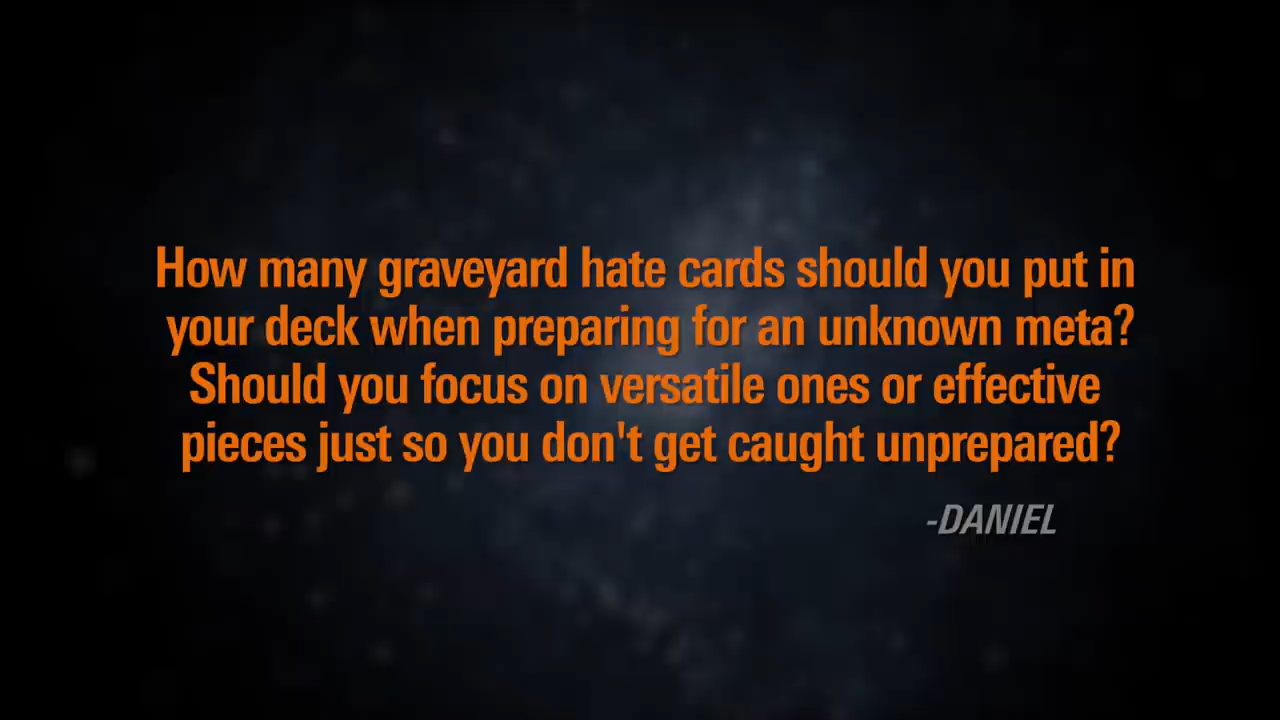 How many graveyard hate cards should you put in
your deck when preparing for an unknown meta?
Should you focus on versatile ones or effective
pieces just so you don't get caught unprepared?
-DANIEL